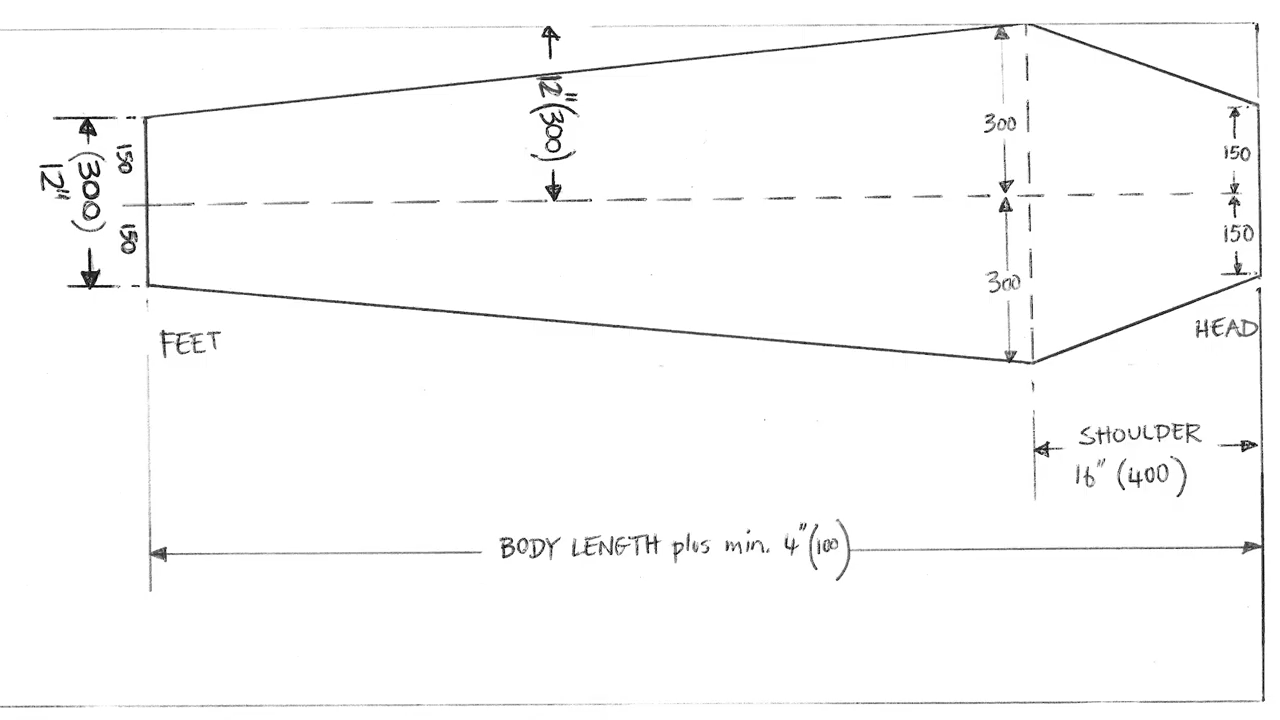 12"(300)
300
150
150
(300)
12"
150
150
300
FEET
HEAD
SHOULDER
16" (400)
BODY LENGTH plus min. 4"(100)